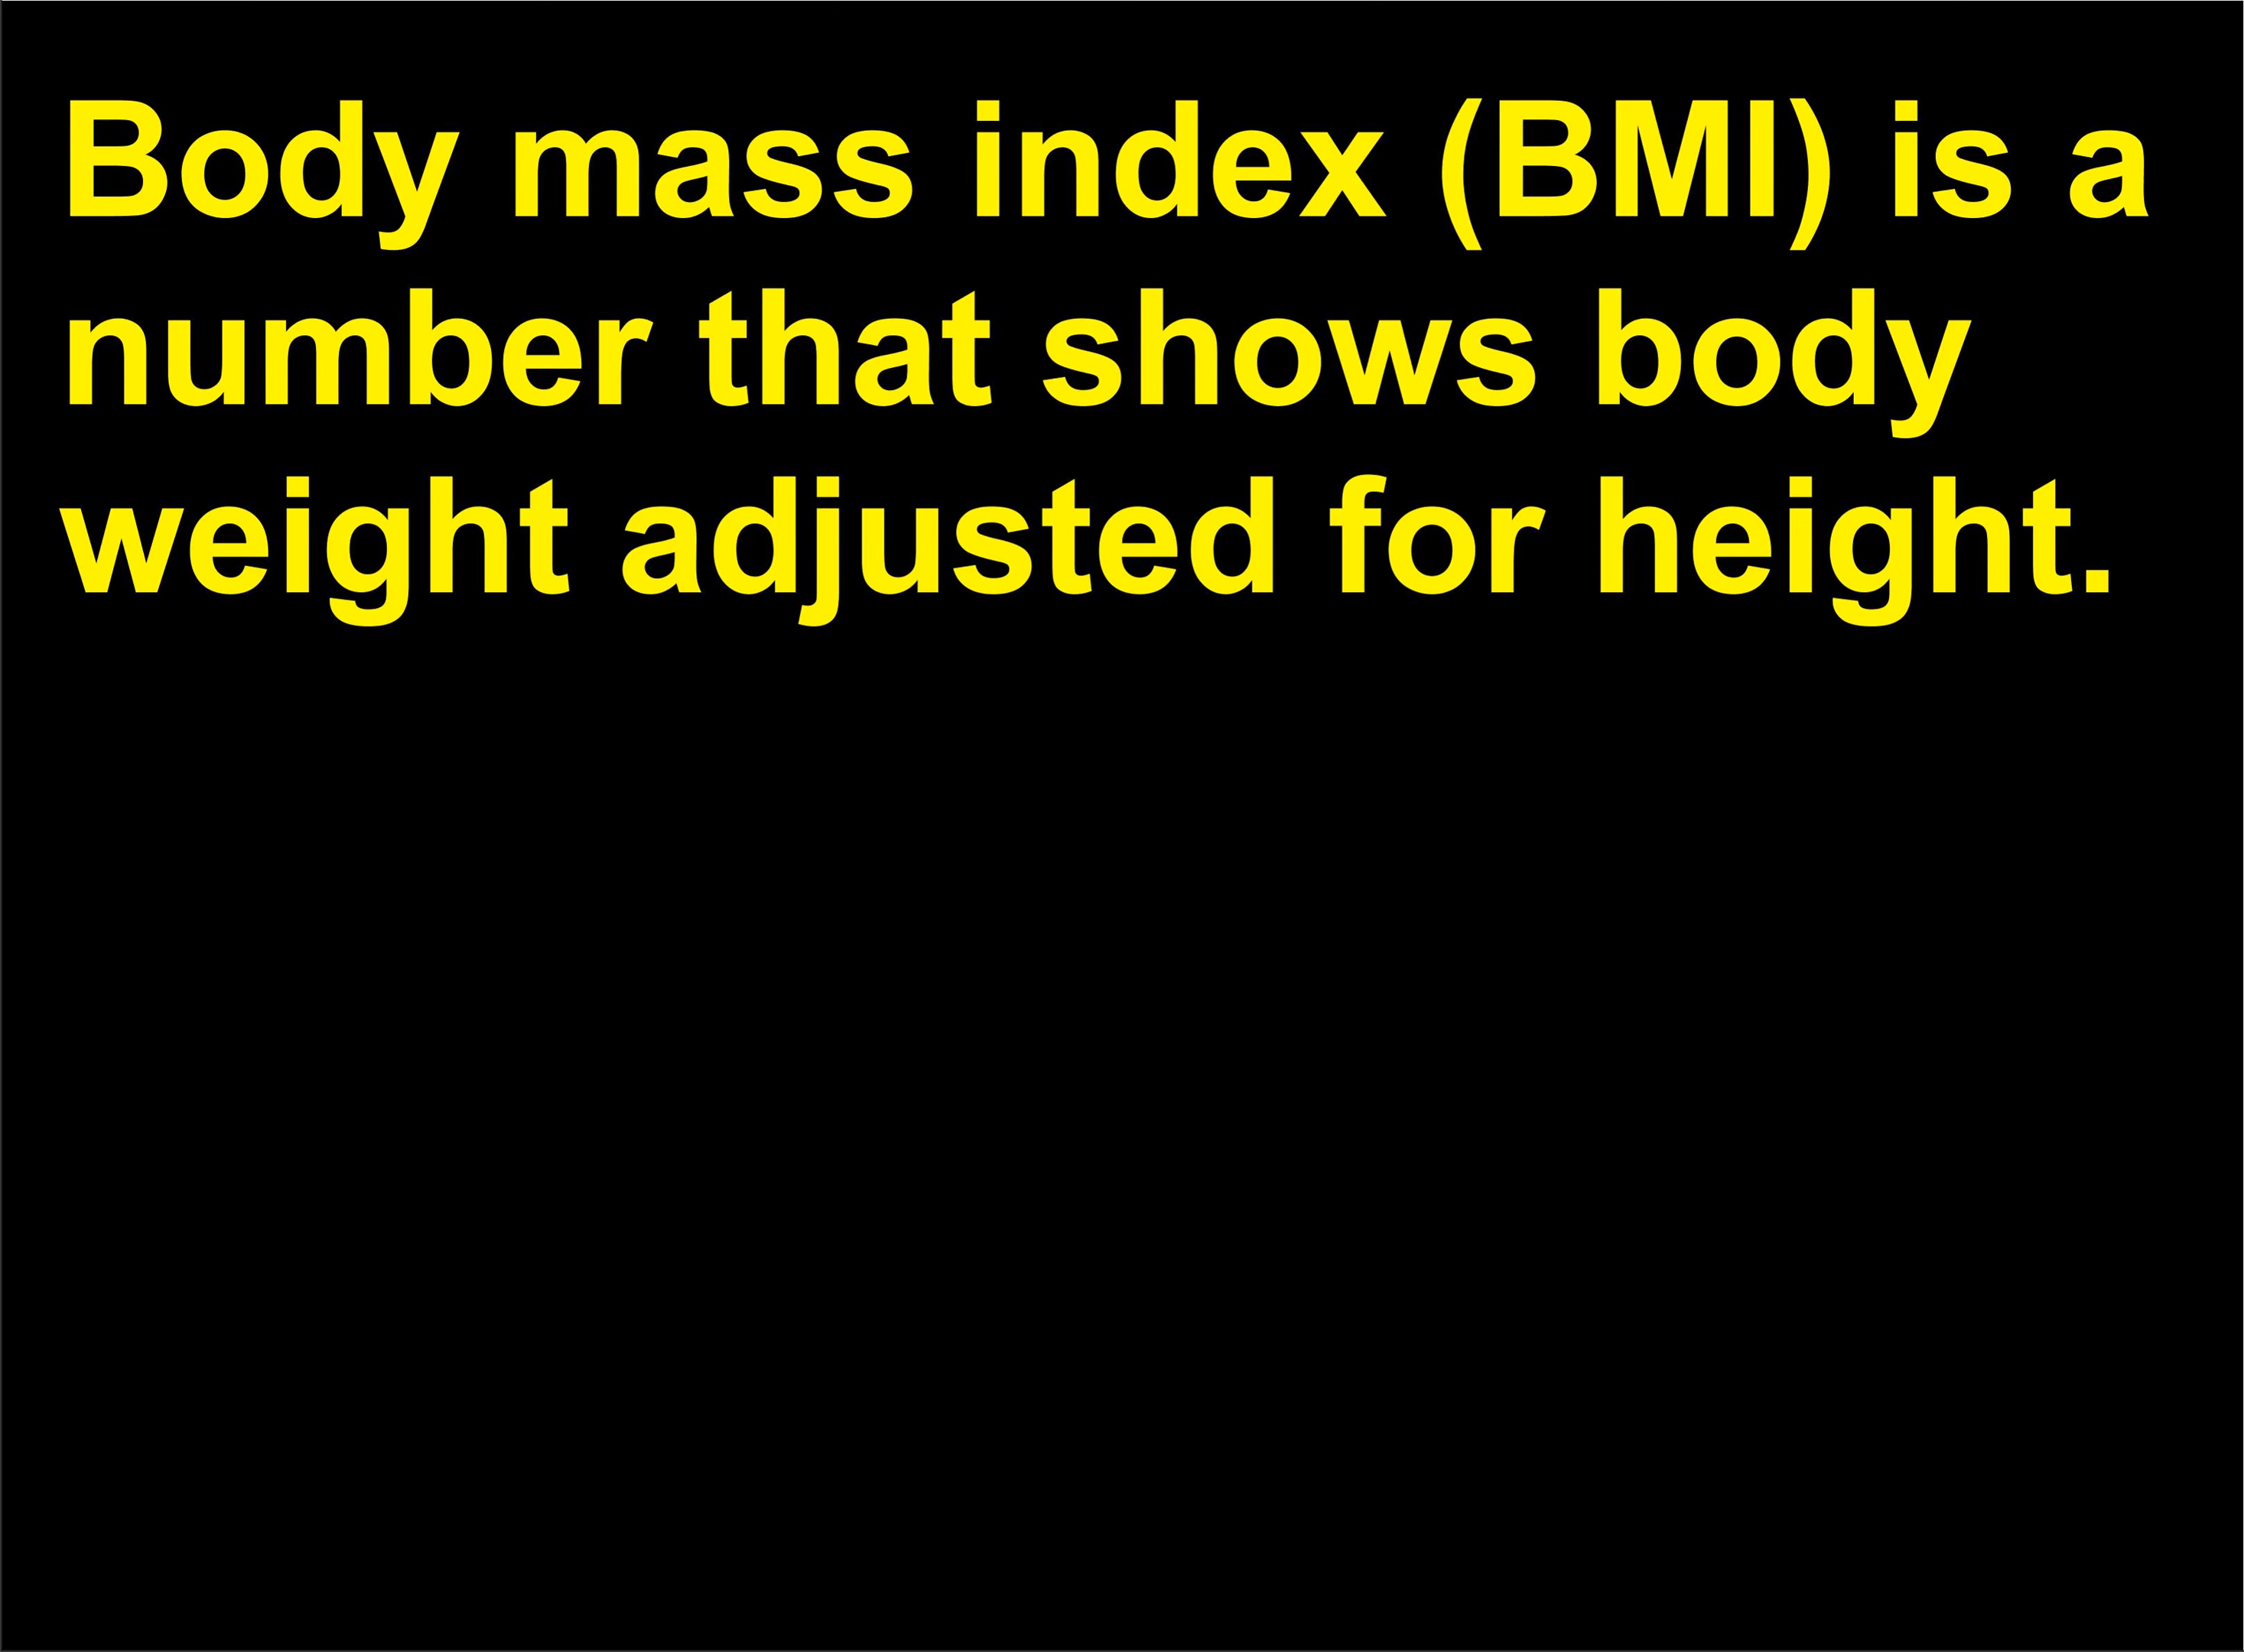 Body mass index (BMI) is a
number that shows body
weight adjusted for height.